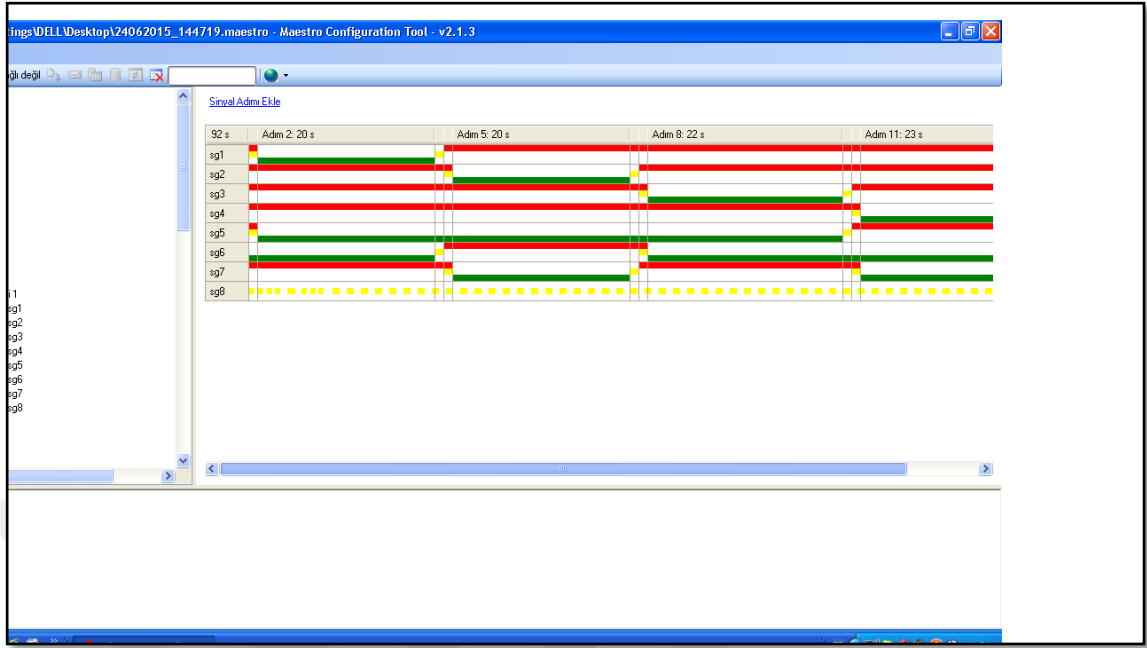 tings\DELL\Desktop\24062015_144719.maestro - Maestro Configuration Tool - v2.1.3
ğlı değil
Sinyal Adımı Ekle
92 s Adım 2: 20 s Adım 5: 20 s Adım 8: 22 s Adım 11: 23 s
sg1
sg2
sg3
sg4
sg5
sg6
sg7
sg8
i 1
sg1
sg2
sg3
sg4
sg5
sg6
sg7
sg8